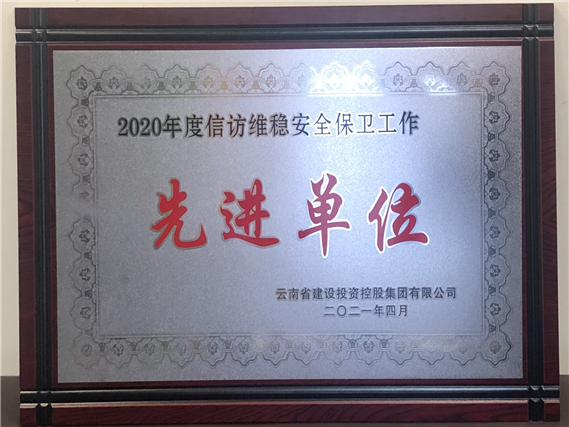 2020年度信访维稳安全保卫工作
先进单位
云南省建设投资控股集团有限公司
二〇二一年四月